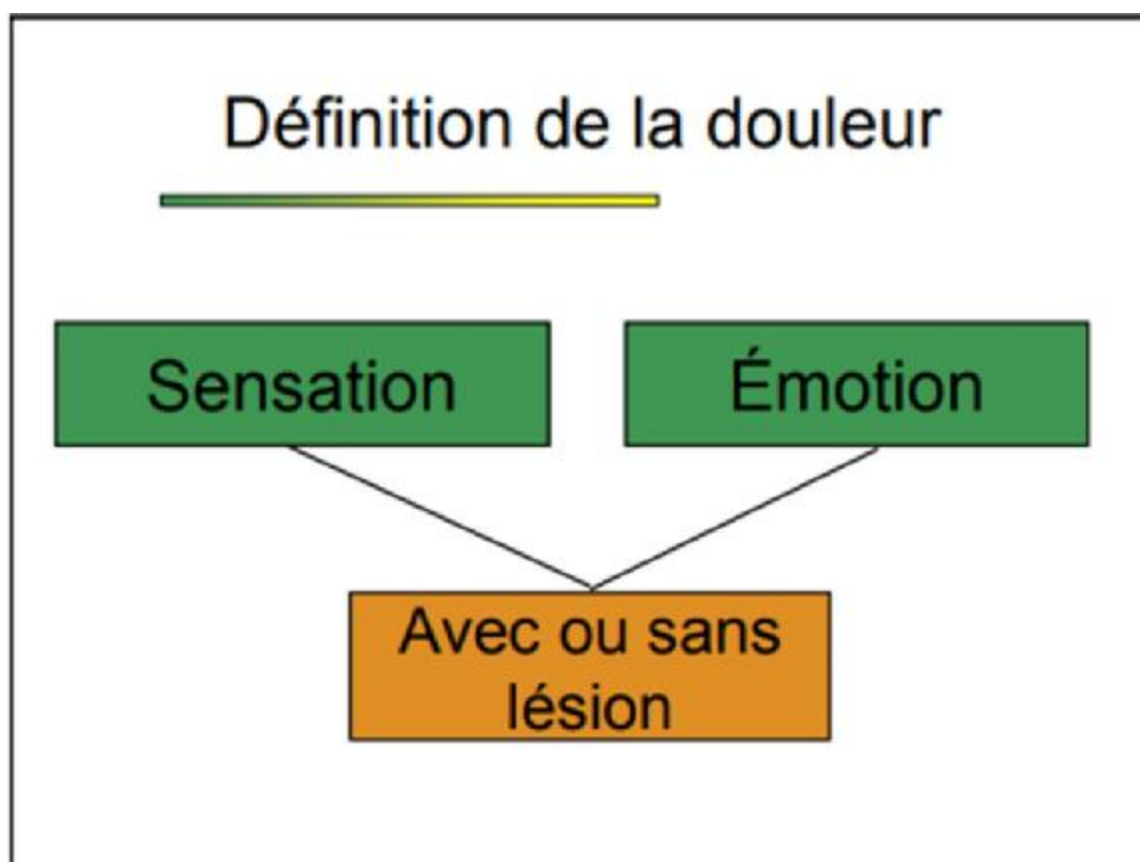 Définition de la douleur
Sensation
Émotion
Avec ou sans
lésion